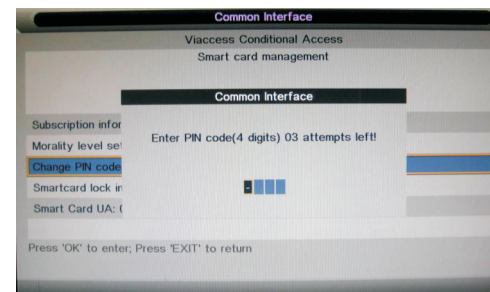 Common Interface
Viaccess Conditional Access
Smart card management
Common Interface
Enter PIN code(4 digits) 03 attempts left!
-
Subscription infor
Morality level set
Change PIN code
Smartcard lock in
Smart Card UA: (
Press 'OK' to enter; Press 'EXIT' to return